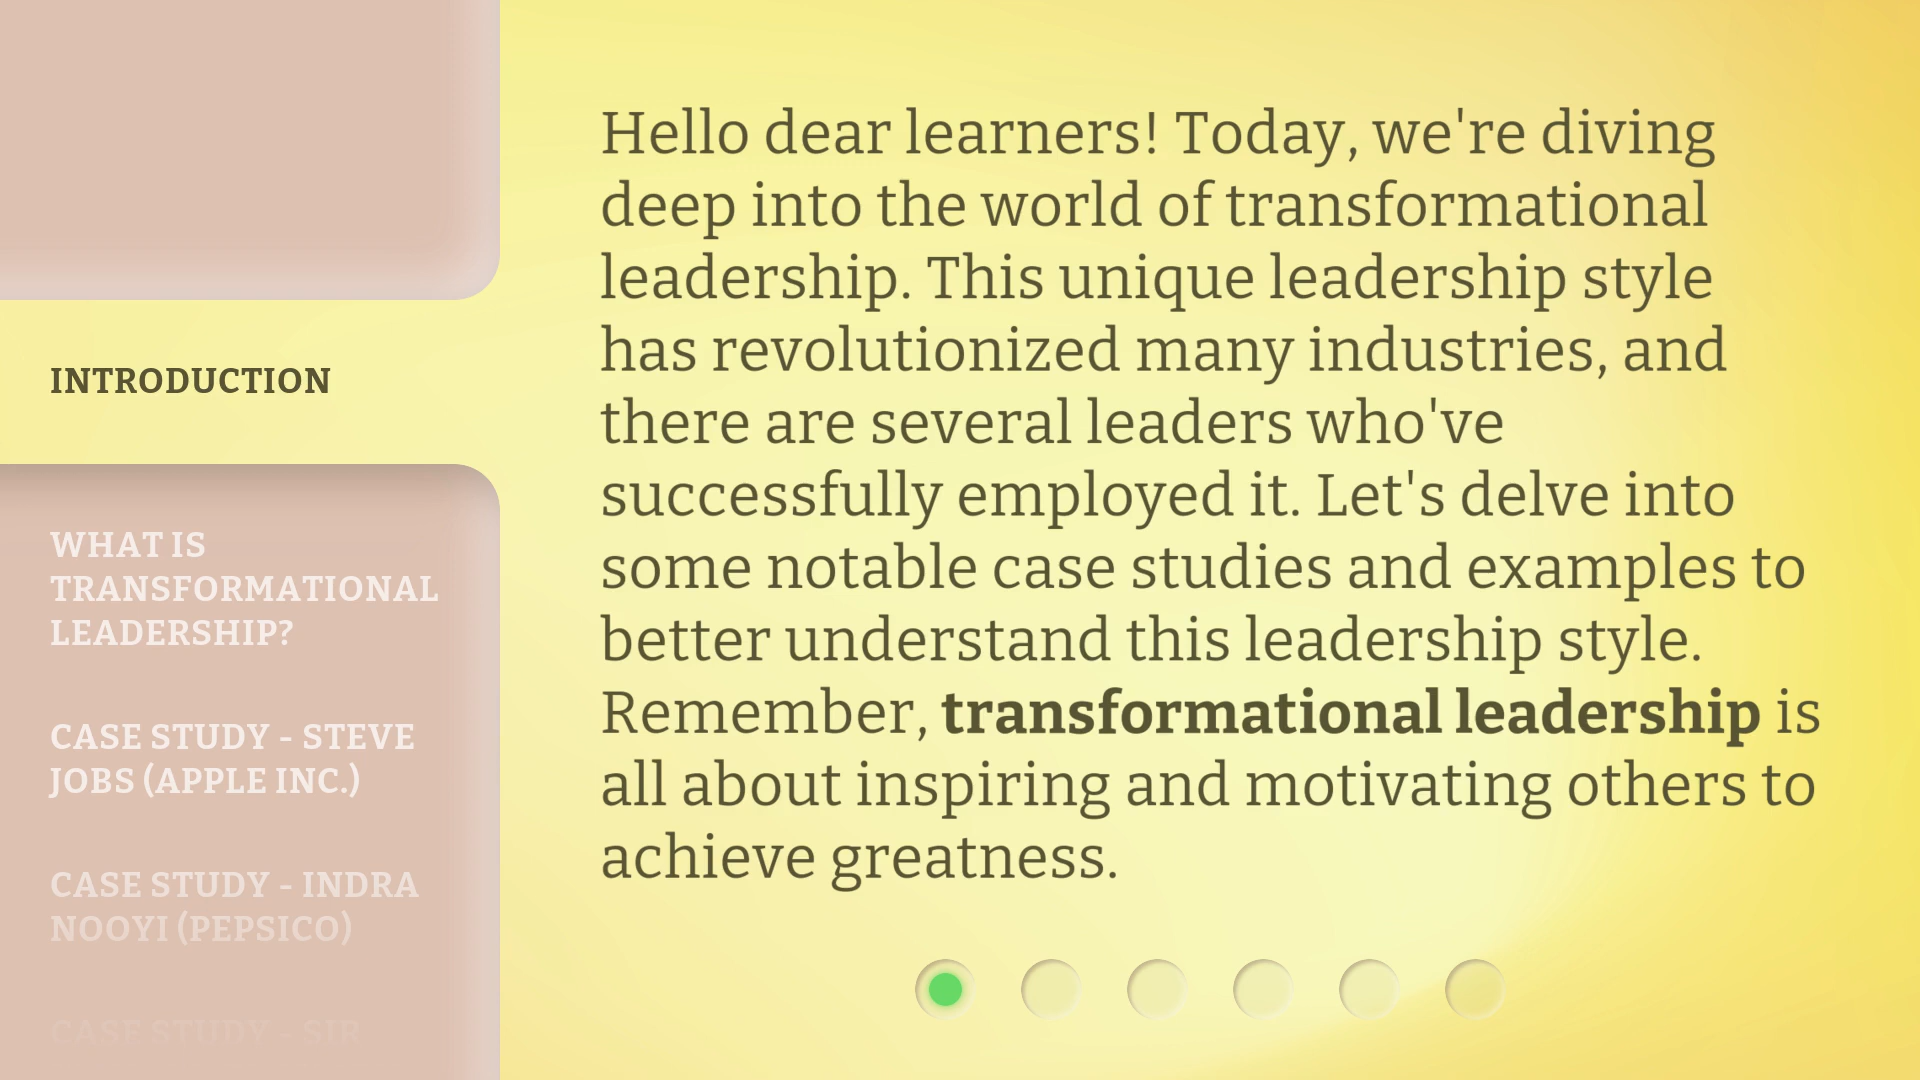 INTRODUCTION
WHAT IS
TRANSFORMATIONAL
LEADERSHIP?
CASE STUDY - STEVE
JOBS (APPLE INC.)
CASE STUDY - INDRA
NOOYI (PEPSICO)
CASE STUDY - SIR
Hello dear learners! Today, we're diving
deep into the world of transformational
leadership. This unique leadership style
has revolutionized many industries, and
there are several leaders who've
successfully employed it. Let's delve into
some notable case studies and examples to
better understand this leadership style.
Remember, transformational leadership is
all about inspiring and motivating others to
achieve greatness.